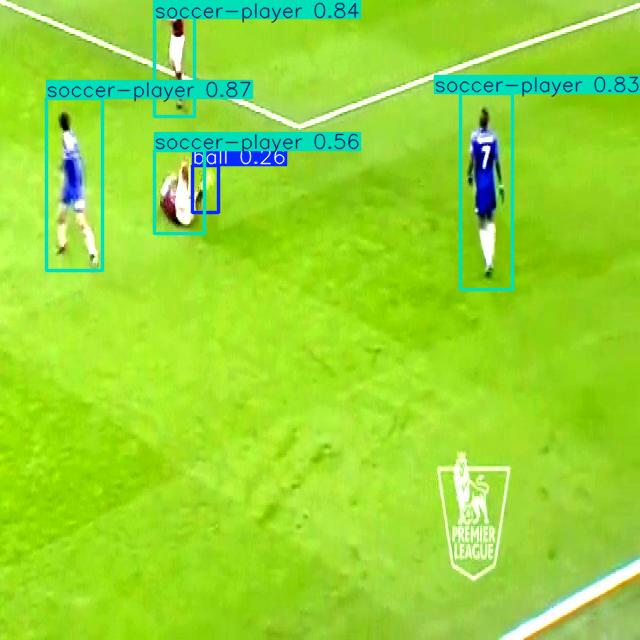 soccer-player 0.84
soccer-player 0.87
soccer-player 0.83
soccer-player 0.56
ball 0.26
7
PREMIER
LEAGUE